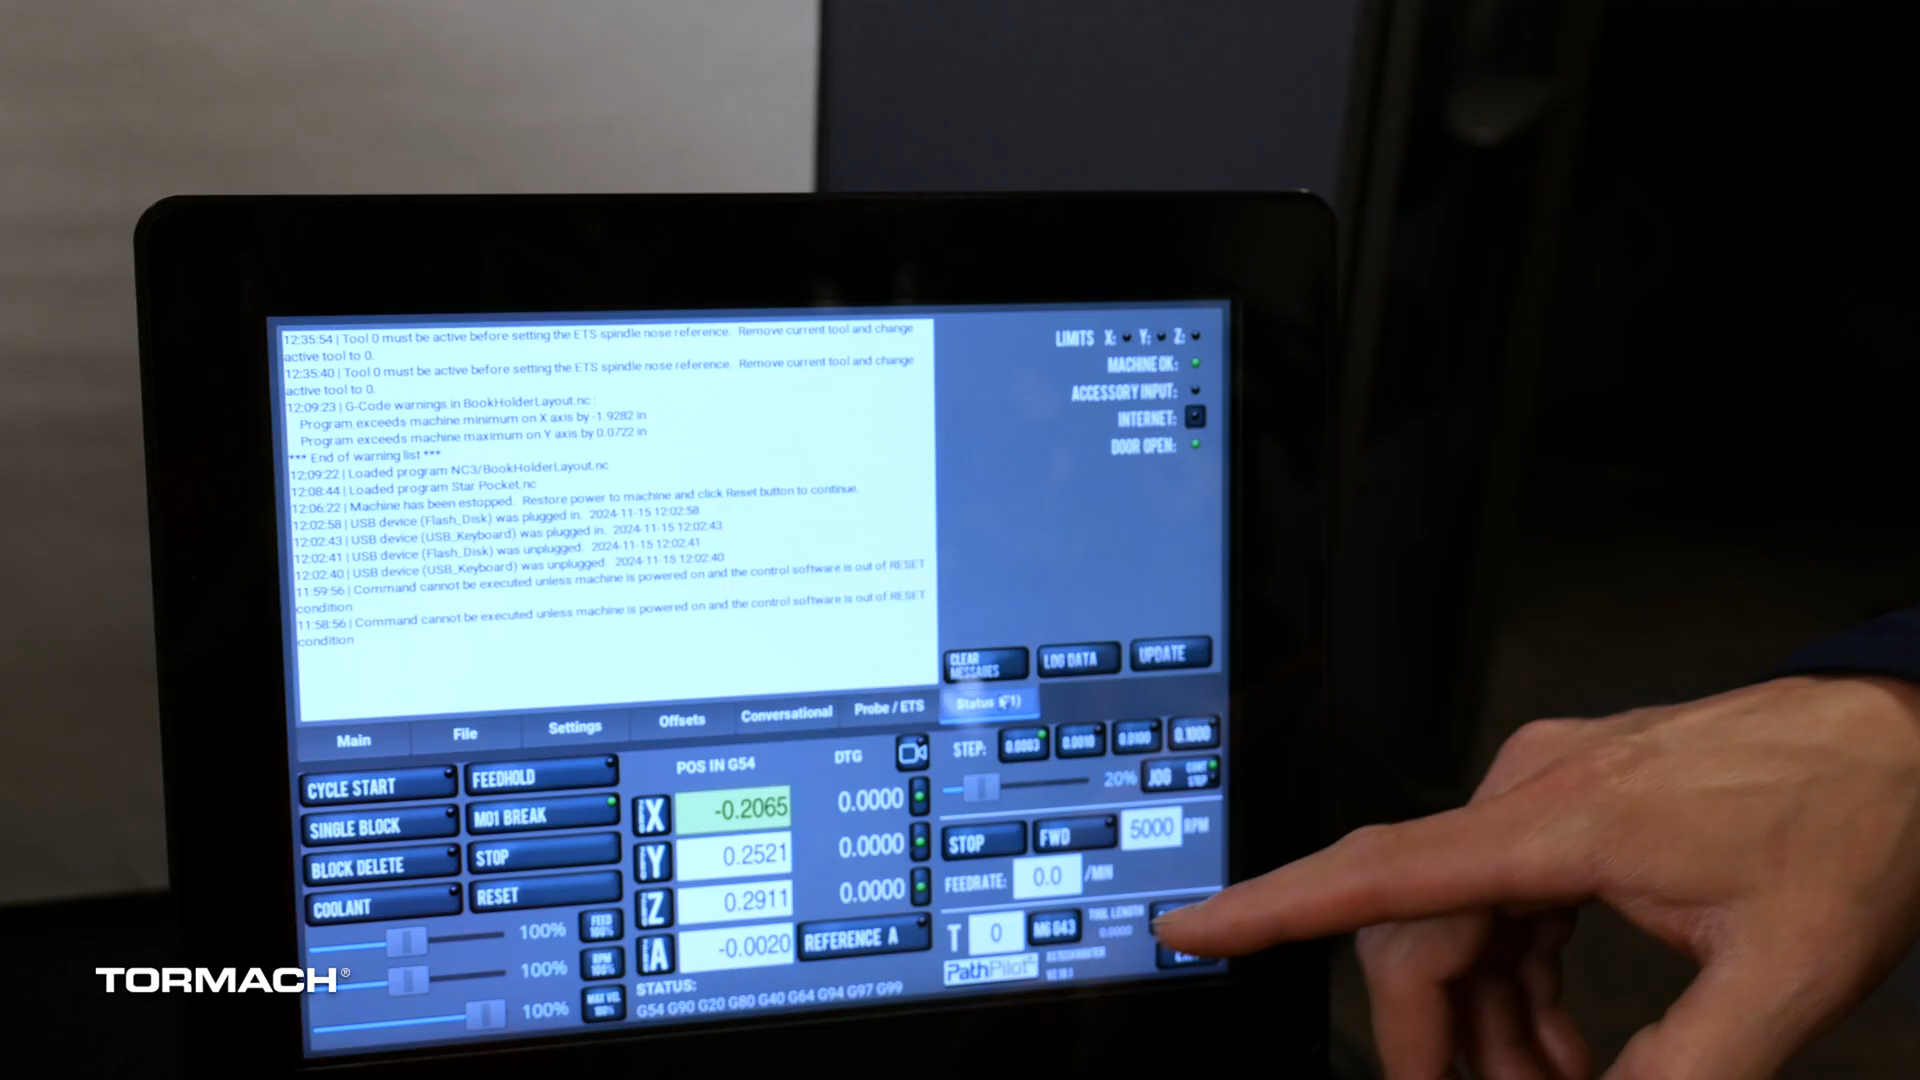 12:35:54 | Tool 0 must be active before setting the ETS spindle nose reference. Remove current tool and change
active tool to 0.
12:35:40 | Tool 0 must be active before setting the ETS spindle nose reference. Remove current tool and change
active tool to 0.
12:09:23 | G-Code warnings in BookHolderLayout.nc :
Program exceeds machine minimum on X axis by -1.9282 in
Program exceeds machine maximum on Y axis by 0.0722 in
*** End of warning list ***
12:09:22 | Loaded program NC3/BookHolderLayout.nc
12:08:44 | Loaded program Star Pocket.nc
12:06:22 | Machine has been estopped. Restore power to machine and click Reset button to continue.
12:02:58 | USB device (Flash_Disk) was plugged in. 2024-11-15 12:02:58
12:02:43 | USB device (USB_Keyboard) was plugged in. 2024-11-15 12:02:43
12:02:41 | USB device (Flash_Disk) was unplugged. 2024-11-15 12:02:41
12:02:40 | USB device (USB_Keyboard) was unplugged. 2024-11-15 12:02:40
11:59:56 | Command cannot be executed unless machine is powered on and the control software is out of RESET
condition
11:58:56 | Command cannot be executed unless machine is powered on and the control software is out of RESET
condition
LIMITS X: Y: Z:
MACHINE OK:
ACCESSORY INPUT:
INTERNET:
DOOR OPEN:
CLEAR MESSAGES
LOG DATA
UPDATE
Main File Settings Offsets Conversational Probe / ETS Status (F1)
CYCLE START
FEEDHOLD
SINGLE BLOCK
M01 BREAK
BLOCK DELETE
STOP
COOLANT
RESET
100% FEED 100%
100% RPM 100%
100% MAX VEL 100%
POS IN G54 DTG
X -0.2065 0.0000
Y 0.2521 0.0000
Z 0.2911 0.0000
A -0.0020 REFERENCE A
STATUS:
G54 G90 G20 G80 G40 G64 G94 G97 G99
STEP: 0.0003 0.0010 0.0100 0.1000
20% JOG CONT STEP
STOP FWD 5000 RPM
FEEDRATE: 0.0 /MIN
T 0 M6 G43 TOOL LENGTH
0.0000
PathPilot
TORMACH®